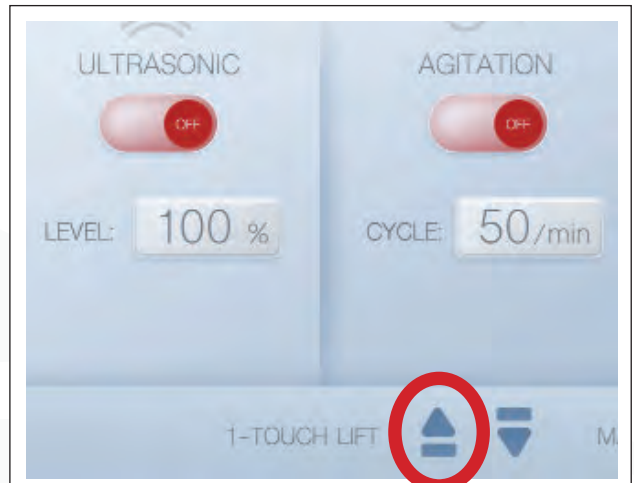 ULTRASONIC
AGITATION
OFF
OFF
LEVEL: 100 %
CYCLE: 50/min
1-TOUCH LIFT